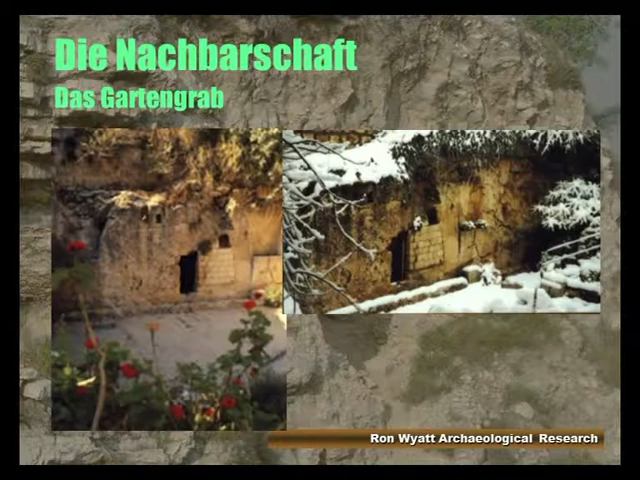 Die Nachbarschaft
Das Gartengrab
Ron Wyatt Archaeological Research